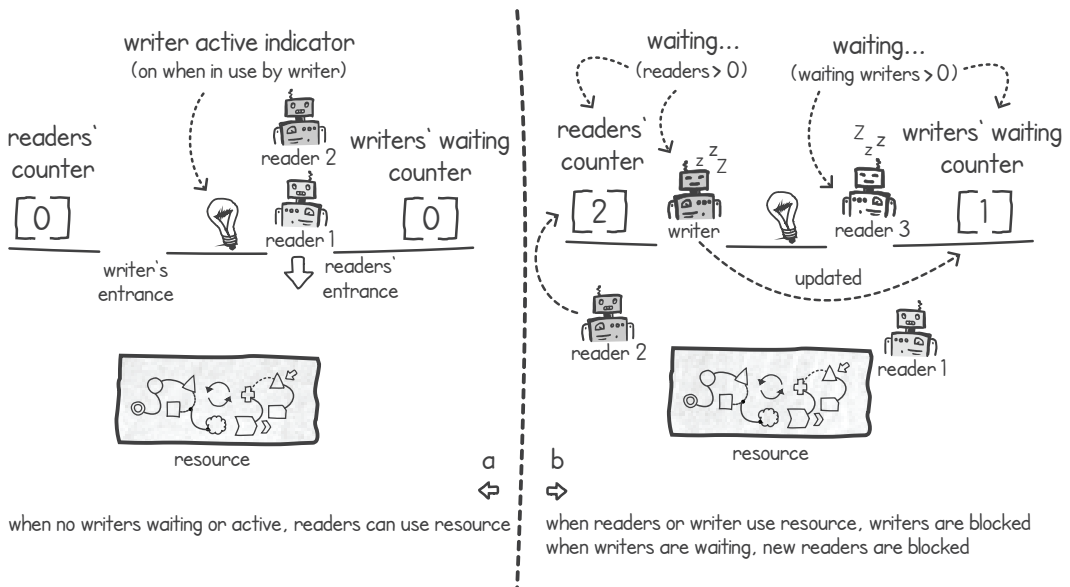 writer active indicator
(on when in use by writer)
reader 2
readers'
counter
writers' waiting
counter
0
reader 1
0
writer's
entrance
readers'
entrance
resource
a
when no writers waiting or active, readers can use resource
waiting...
(readers > 0)
waiting...
(waiting writers > 0)
readers'
counter
z z z
z z z
writers' waiting
counter
2
writer
reader 3
1
updated
reader 2
reader 1
resource
b
when readers or writer use resource, writers are blocked
when writers are waiting, new readers are blocked